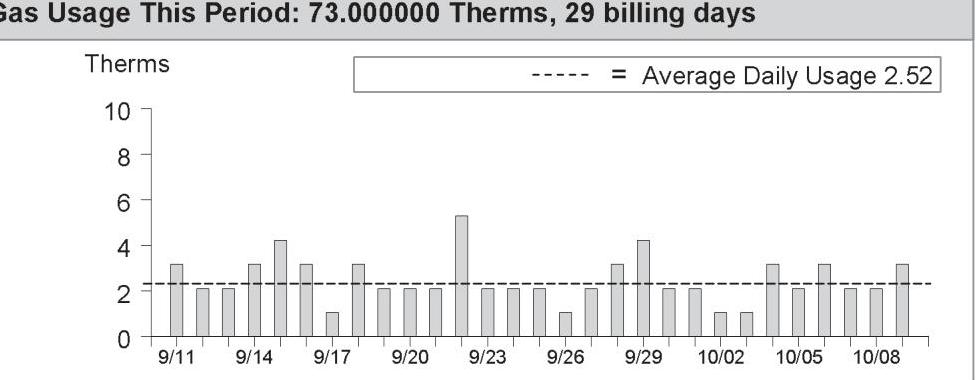 Gas Usage This Period: 73.000000 Therms, 29 billing days
Therms
----- = Average Daily Usage 2.52
10
8
6
4
2
0
9/11 9/14 9/17 9/20 9/23 9/26 9/29 10/02 10/05 10/08